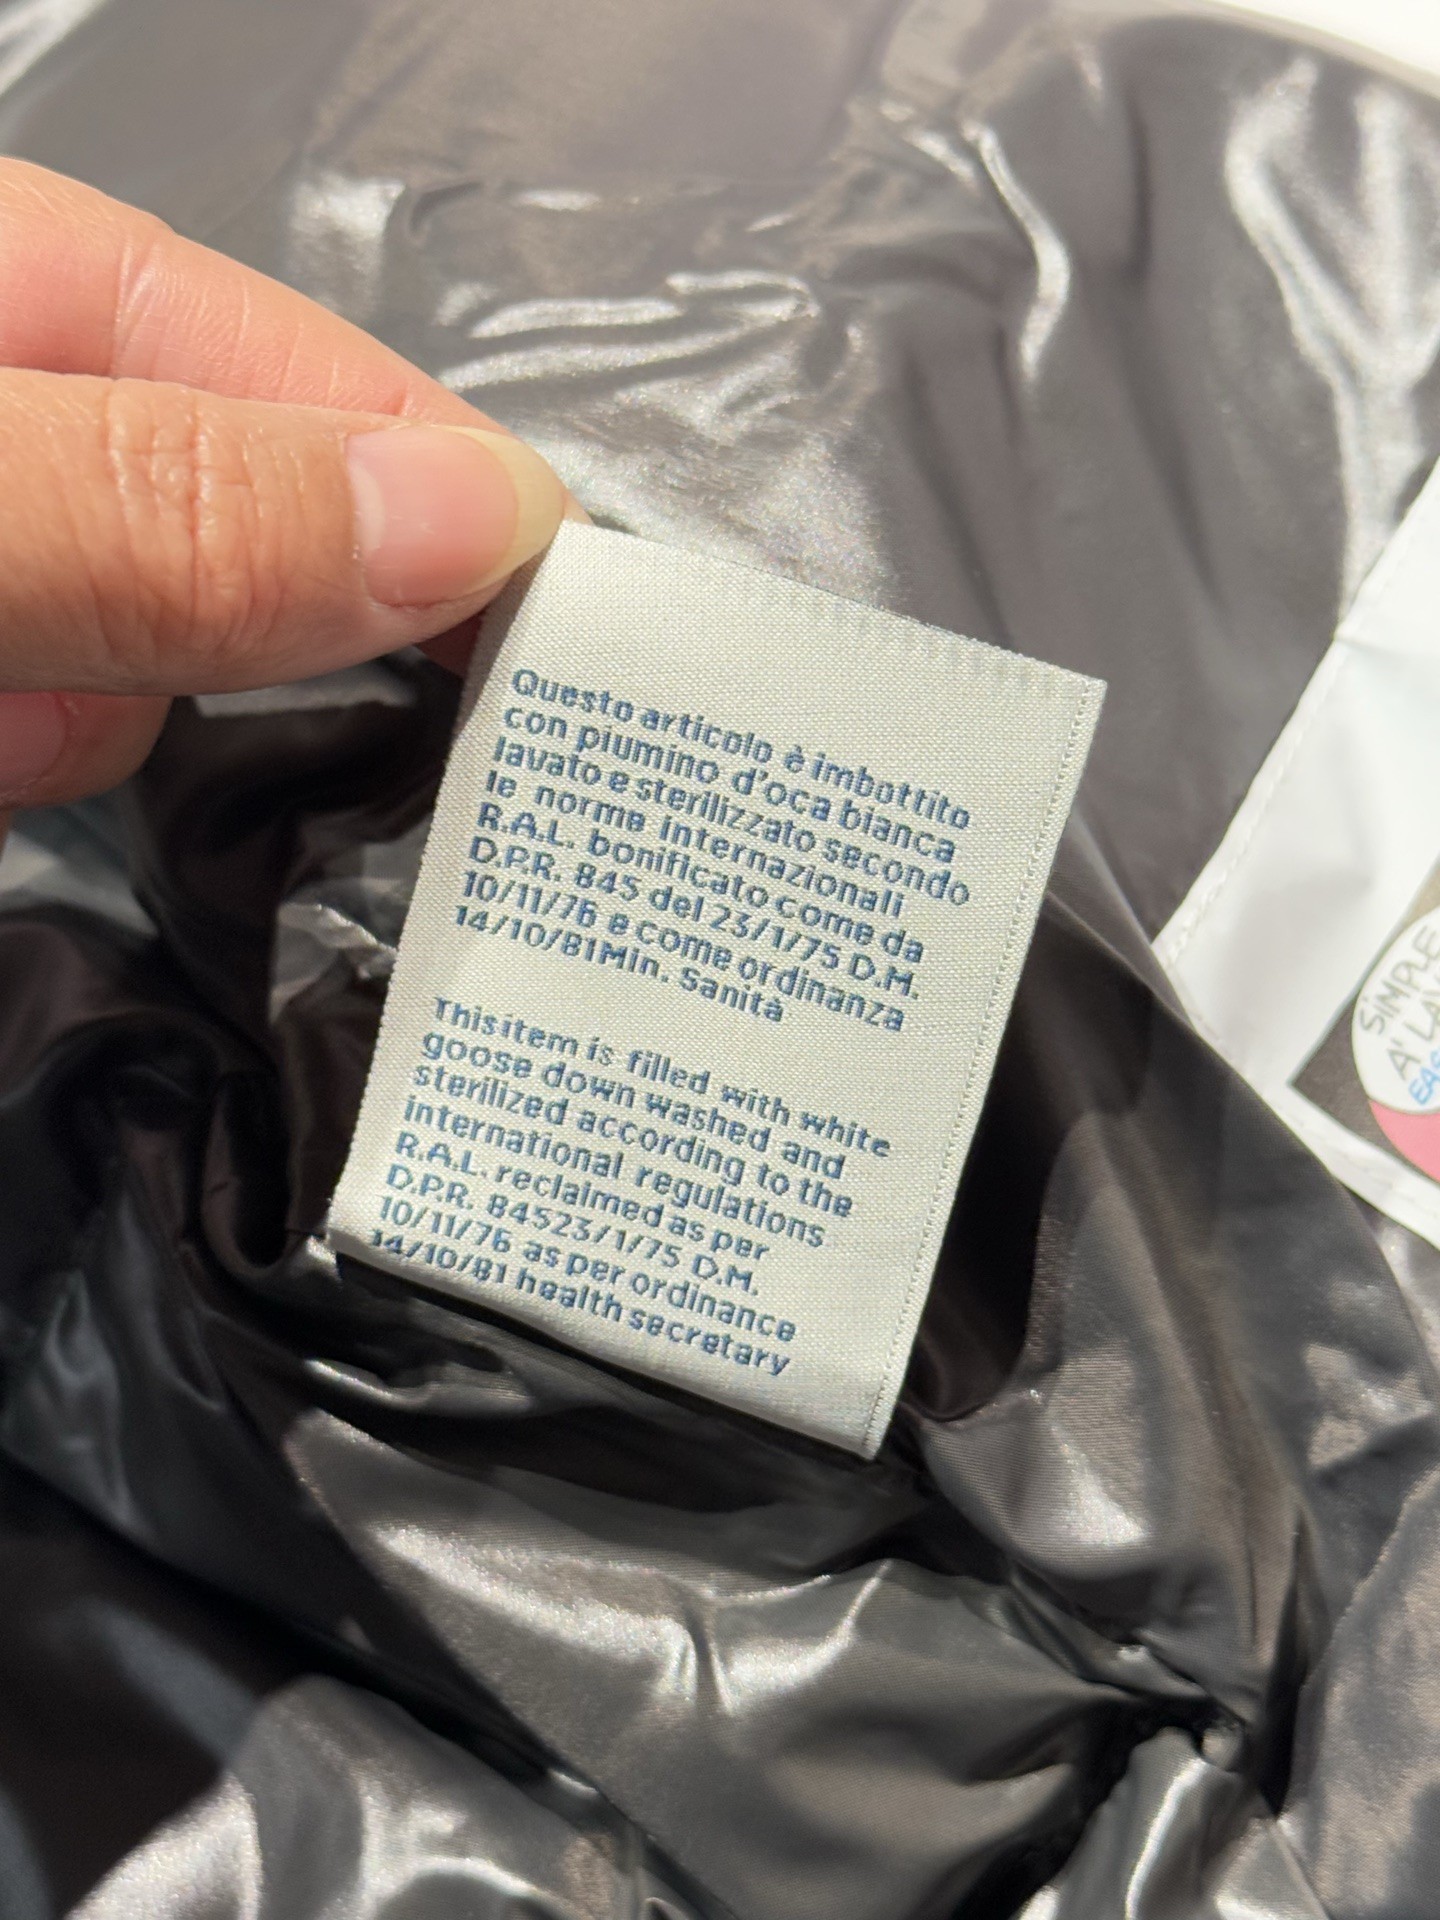 Questo articolo è imbottito
con piumino d'oca bianca
lavato e sterilizzato secondo
le norme internazionali
R.A.L. bonificato come da
D.P.R. 845 del 23/1/75 D.M.
10/11/76 e come ordinanza
14/10/81 Min. Sanità
This item is filled with white
goose down washed and
sterilized according to the
international regulations
R.A.L. reclaimed as per
D.P.R. 84523/1/75 D.M.
10/11/76 as per ordinance
14/10/81 health secretary
SiMPLE
A'